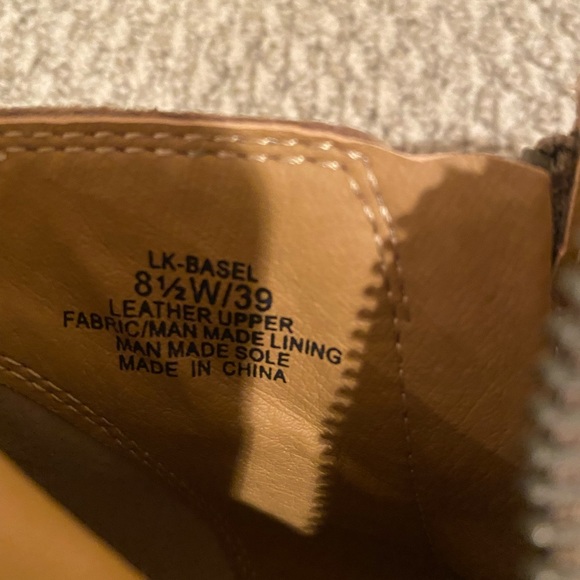 LK-BASEL
8½W/39
LEATHER UPPER
FABRIC/MAN MADE LINING
MAN MADE SOLE
MADE IN CHINA